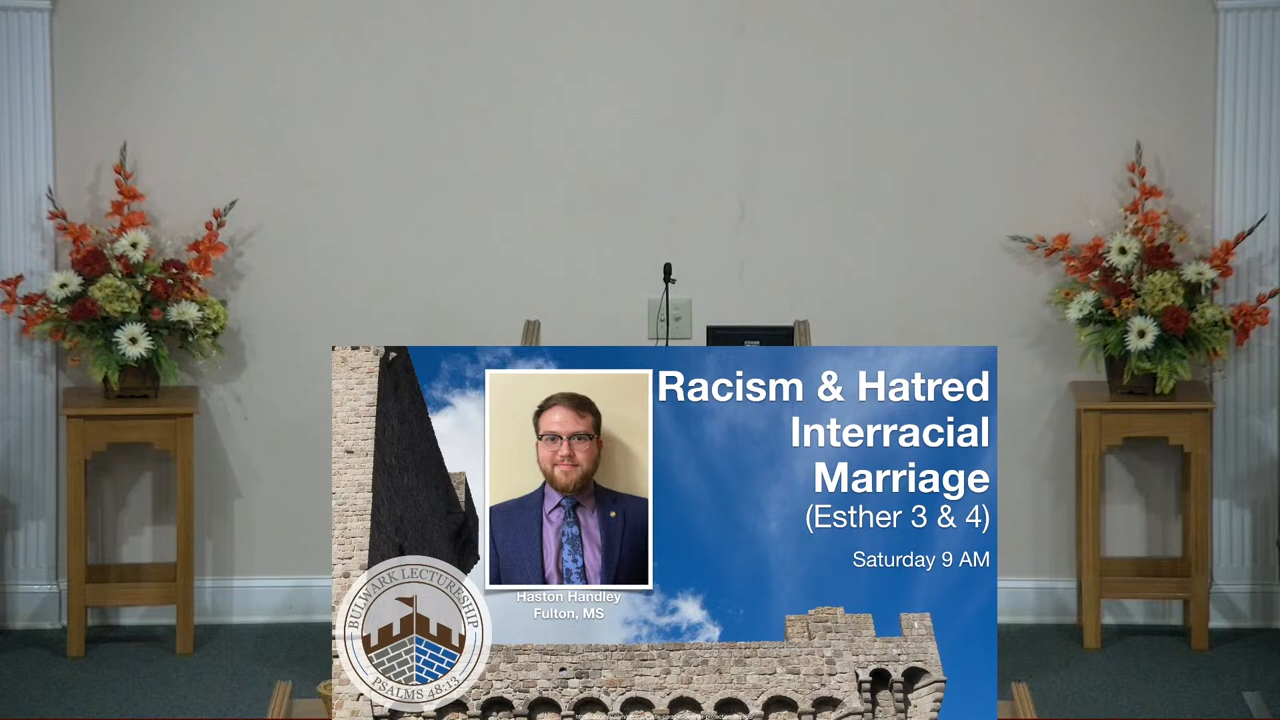 Racism & Hatred
Interracial
Marriage
(Esther 3 & 4)
Saturday 9 AM
Haston Handley
Fulton, MS
BULWARK LECTURESHIP
PSALMS 48:13